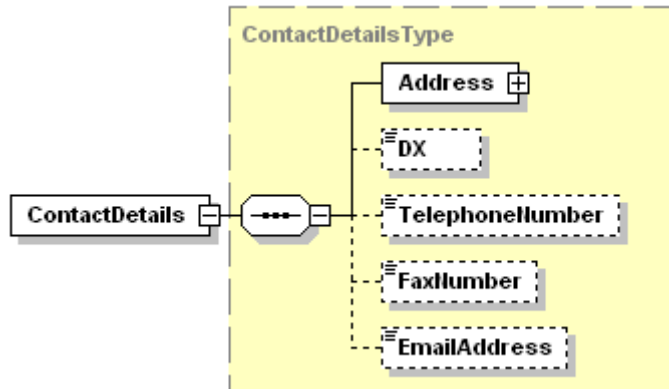 ContactDetailsType
Address
DX
ContactDetails
TelephoneNumber
FaxNumber
EmailAddress